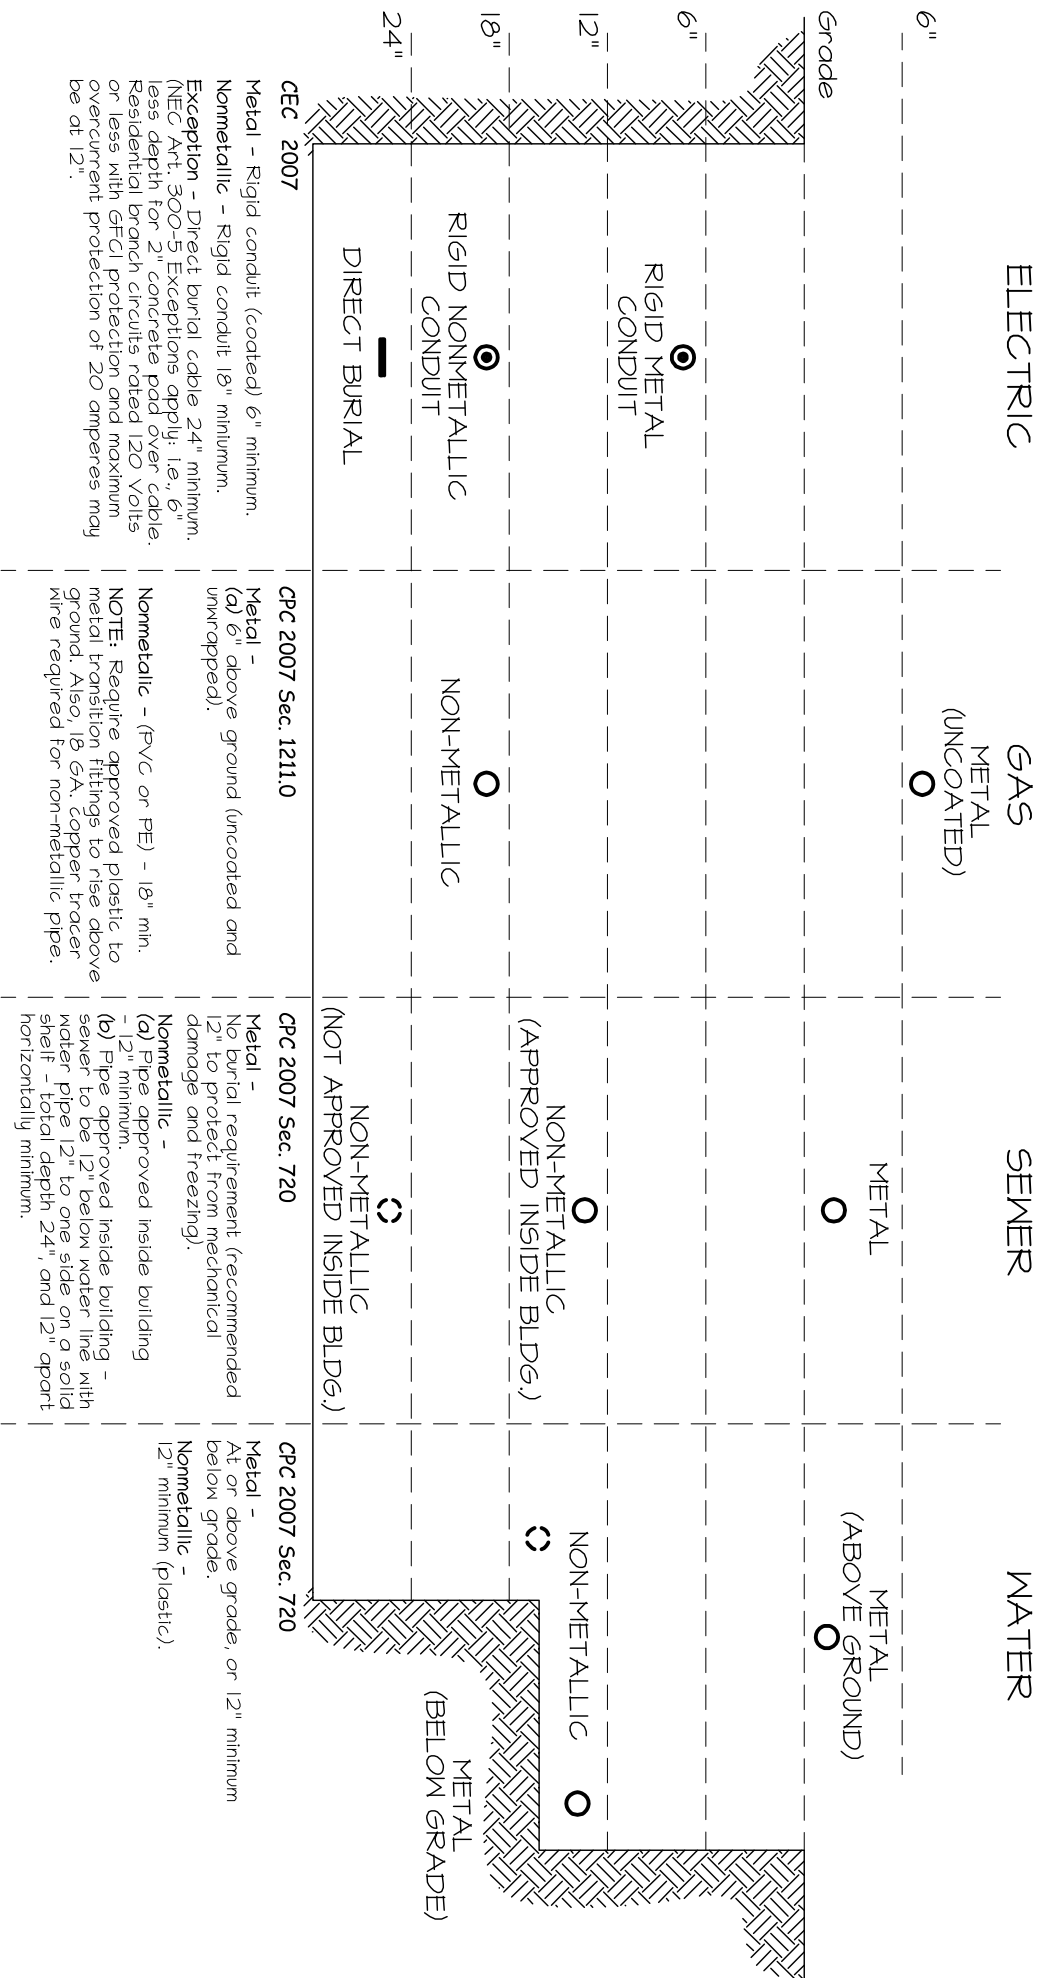 ELECTRIC
GAS
SEWER
WATER
6"
Grade
6"
12"
18"
24"
RIGID METAL
CONDUIT
RIGID NONMETALLIC
CONDUIT
DIRECT BURIAL
METAL
(UNCOATED)
NON-METALLIC
METAL
NON-METALLIC
(APPROVED INSIDE BLDG.)
NON-METALLIC
(NOT APPROVED INSIDE BLDG.)
METAL
(ABOVE GROUND)
NON-METALLIC
METAL
(BELOW GRADE)
CEC 2007
Metal - Rigid conduit (coated) 6" minimum.
Nonmetallic - Rigid conduit 18" miniumum.
Exception - Direct burial cable 24" minimum.
(NEC Art. 300-5 Exceptions apply: i.e., 6"
less depth for 2" concrete pad over cable.
Residential branch circuits rated 120 Volts
or less with GFCI protection and maximum
overcurrent protection of 20 amperes may
be at 12".
CPC 2007 Sec. 1211.0
Metal -
(a) 6" above ground (uncoated and
unwrapped).
Nonmetalic - (PVC or PE) - 18" min.
NOTE: Require approved plastic to
metal transition fittings to rise above
ground. Also, 18 GA. copper tracer
wire required for non-metallic pipe.
CPC 2007 Sec. 720
Metal -
No burial requirement (recommended
12" to protect from mechanical
damage and freezing).
Nonmetallic -
(a) Pipe approved inside building
- 12" minimum.
(b) Pipe approved inside building -
sewer to be 12" below water line with
water pipe 12" to one side on a solid
shelf - total depth 24", and 12" apart
horizontally minimum.
CPC 2007 Sec. 720
Metal -
At or above grade, or 12" minimum
below grade.
Nonmetallic -
12" minimum (plastic).